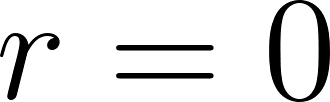 r = 0